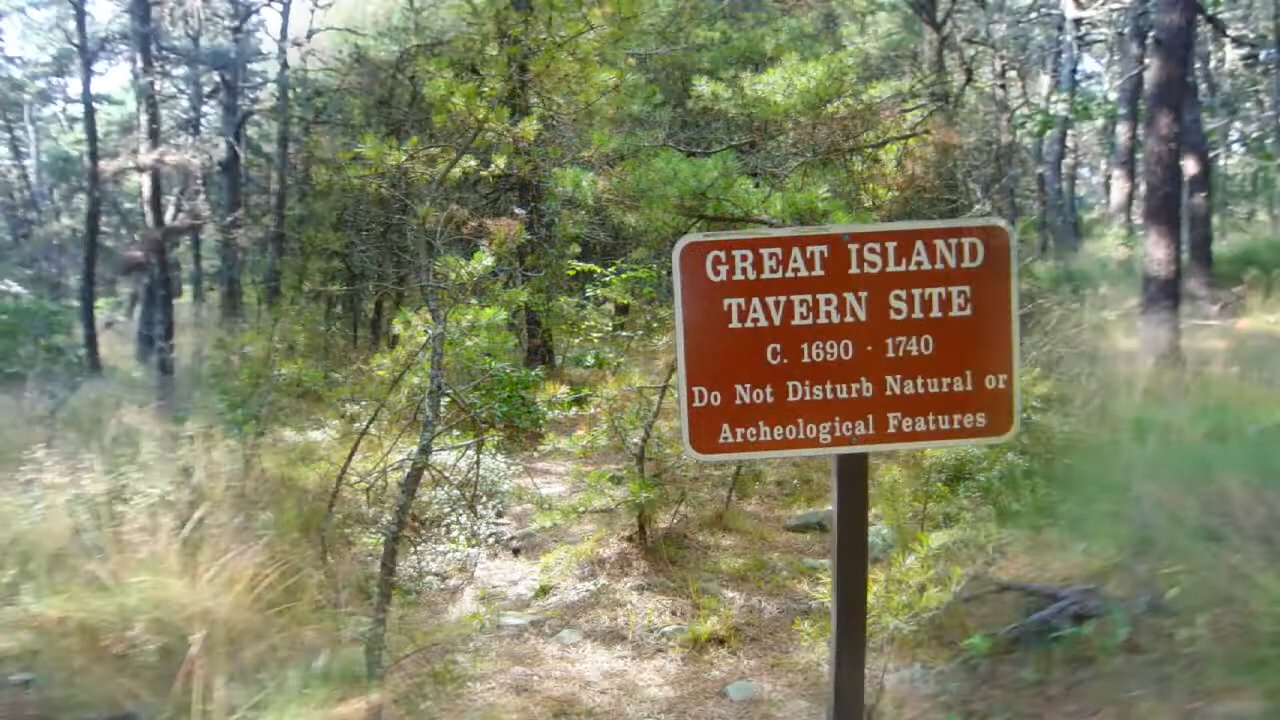 GREAT ISLAND
TAVERN SITE
C. 1690 - 1740
Do Not Disturb Natural or
Archeological Features